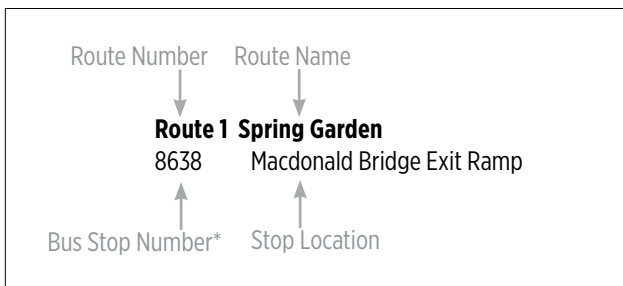 Route Number Route Name
Route 1 Spring Garden
8638 Macdonald Bridge Exit Ramp
Bus Stop Number* Stop Location